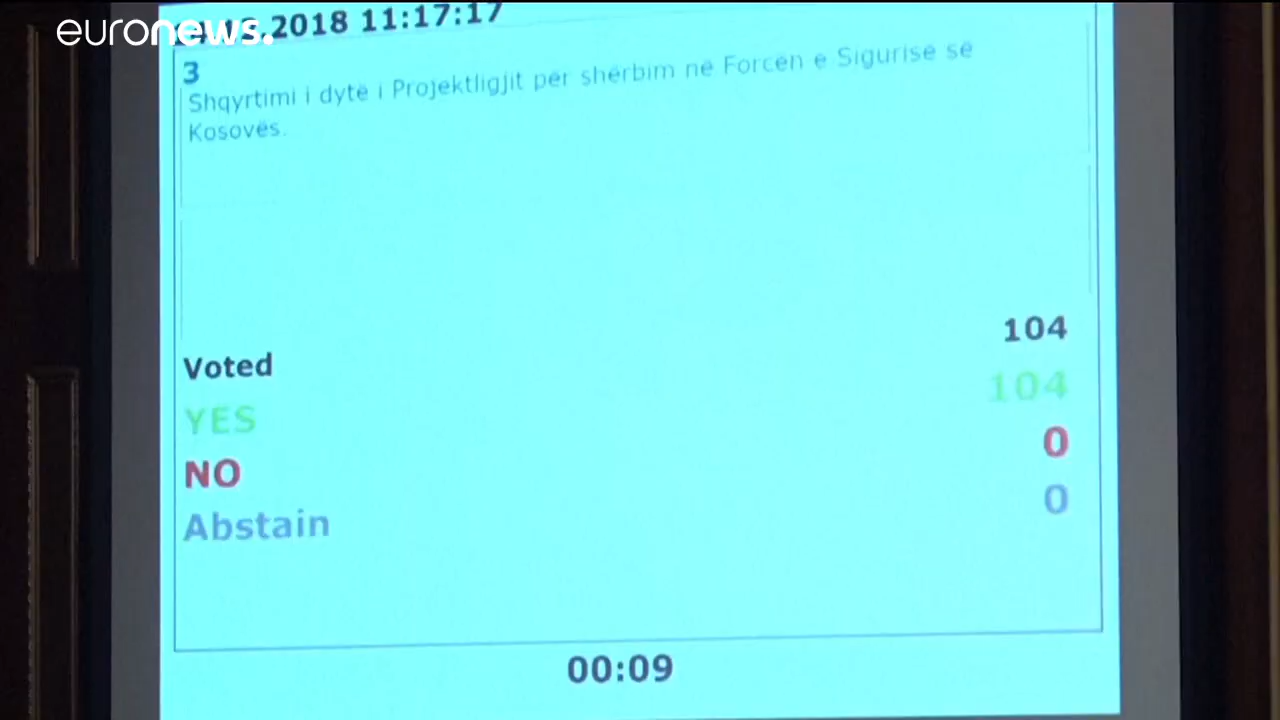 euronews.
.2018 11:17:17
3
Shqyrtimi i dytë i Projektligjit për shërbim në Forcën e Sigurisë së
Kosovës.
Voted 104
YES 104
NO 0
Abstain 0
00:09